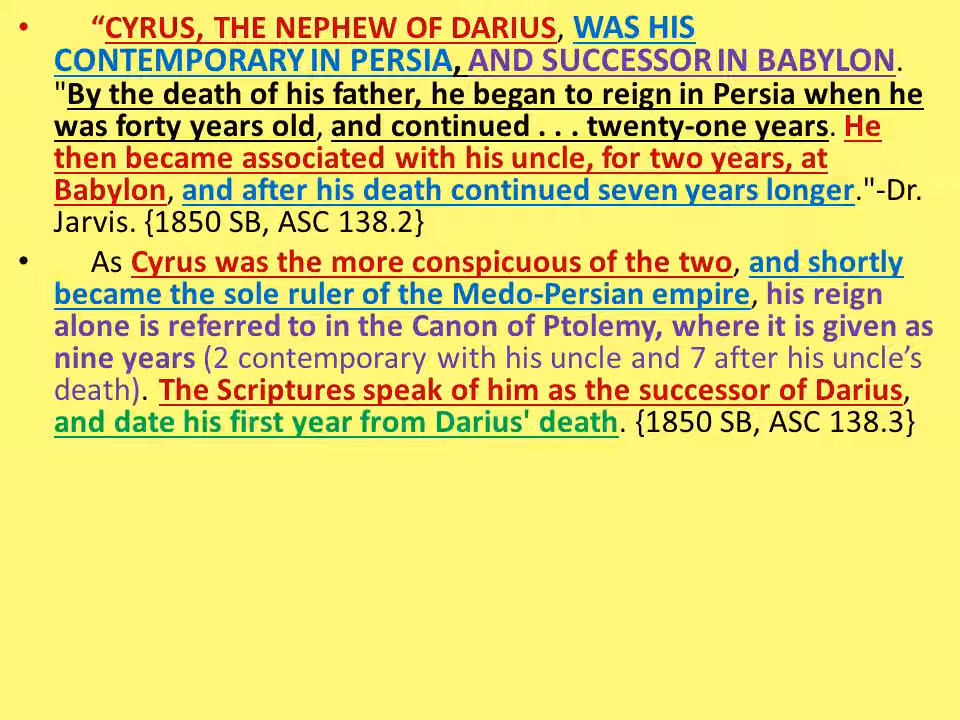 • “CYRUS, THE NEPHEW OF DARIUS, WAS HIS
CONTEMPORARY IN PERSIA, AND SUCCESSOR IN BABYLON.
"By the death of his father, he began to reign in Persia when he
was forty years old, and continued . . . twenty-one years. He
then became associated with his uncle, for two years, at
Babylon, and after his death continued seven years longer."-Dr.
Jarvis. {1850 SB, ASC 138.2}
• As Cyrus was the more conspicuous of the two, and shortly
became the sole ruler of the Medo-Persian empire, his reign
alone is referred to in the Canon of Ptolemy, where it is given as
nine years (2 contemporary with his uncle and 7 after his uncle’s
death). The Scriptures speak of him as the successor of Darius,
and date his first year from Darius' death. {1850 SB, ASC 138.3}